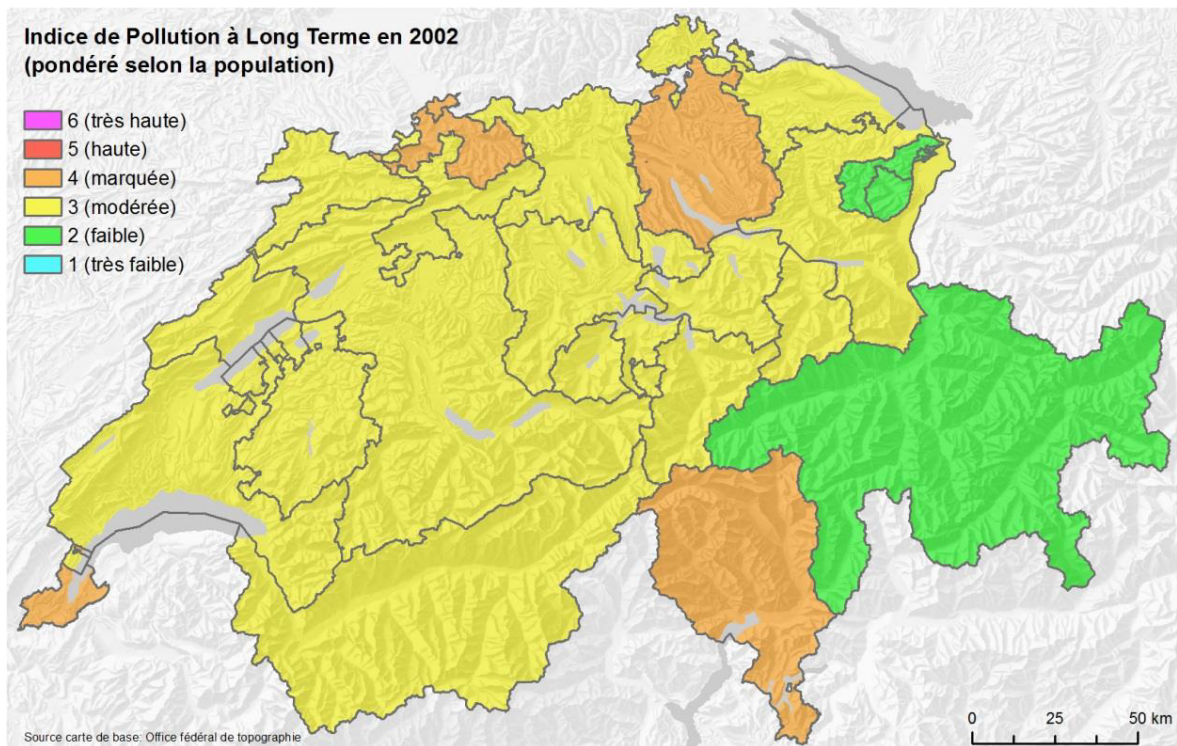 Indice de Pollution à Long Terme en 2002
(pondéré selon la population)
6 (très haute)
5 (haute)
4 (marquée)
3 (modérée)
2 (faible)
1 (très faible)
Source carte de base: Office fédéral de topographie
0 25 50 km